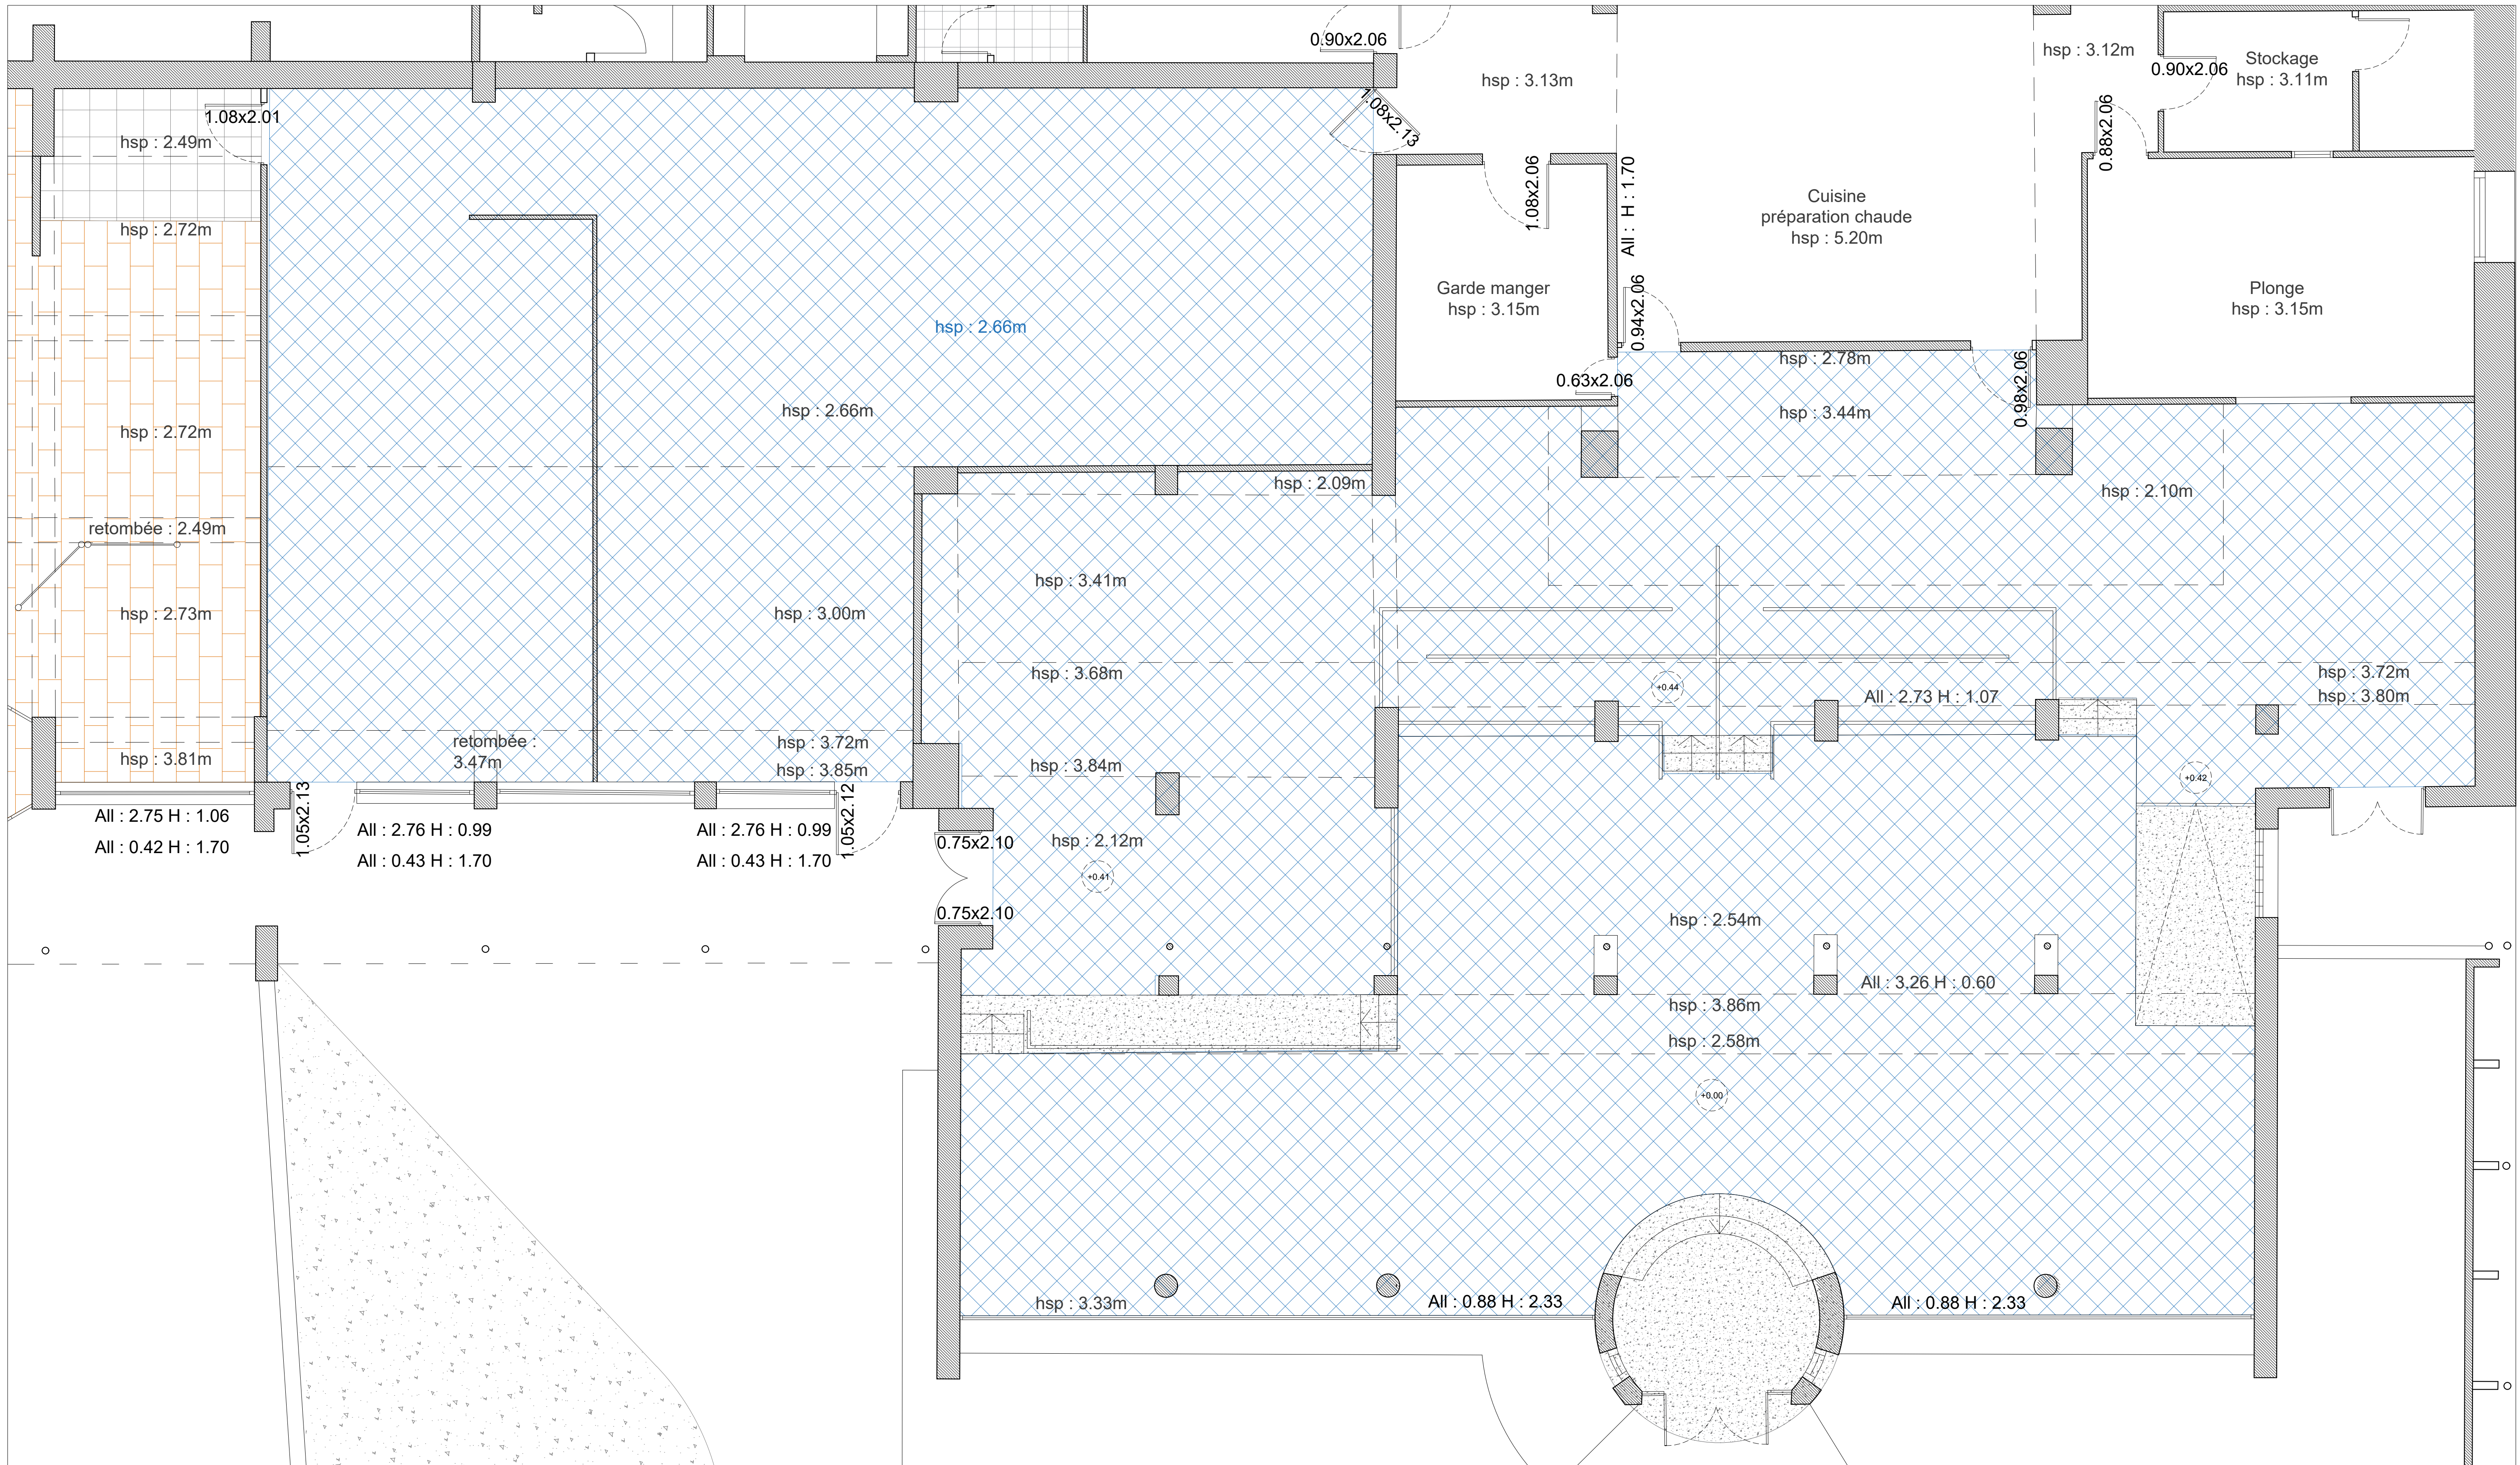 0.90x2.06
hsp : 3.13m
hsp : 3.12m
0.90x2.06
Stockage
hsp : 3.11m
1.08x2.01
hsp : 2.49m
1.08x2.13
0.88x2.06
hsp : 2.72m
1.08x2.06
All : H : 1.70
Cuisine
préparation chaude
hsp : 5.20m
Garde manger
hsp : 3.15m
Plonge
hsp : 3.15m
hsp : 2.66m
0.94x2.06
hsp : 2.78m
0.63x2.06
0.98x2.06
hsp : 2.66m
hsp : 3.44m
hsp : 2.72m
hsp : 2.09m
hsp : 2.10m
retombée : 2.49m
hsp : 3.41m
hsp : 2.73m
hsp : 3.00m
hsp : 3.68m
+0.44
All : 2.73 H : 1.07
hsp : 3.72m
hsp : 3.80m
retombée :
3.47m
hsp : 3.72m
hsp : 3.85m
hsp : 3.81m
hsp : 3.84m
+0.42
All : 2.75 H : 1.06
All : 0.42 H : 1.70
1.05x2.13
All : 2.76 H : 0.99
All : 0.43 H : 1.70
All : 2.76 H : 0.99
All : 0.43 H : 1.70
1.05x2.12
0.75x2.10
hsp : 2.12m
+0.41
0.75x2.10
hsp : 2.54m
All : 3.26 H : 0.60
hsp : 3.86m
hsp : 2.58m
+0.00
hsp : 3.33m
All : 0.88 H : 2.33
All : 0.88 H : 2.33